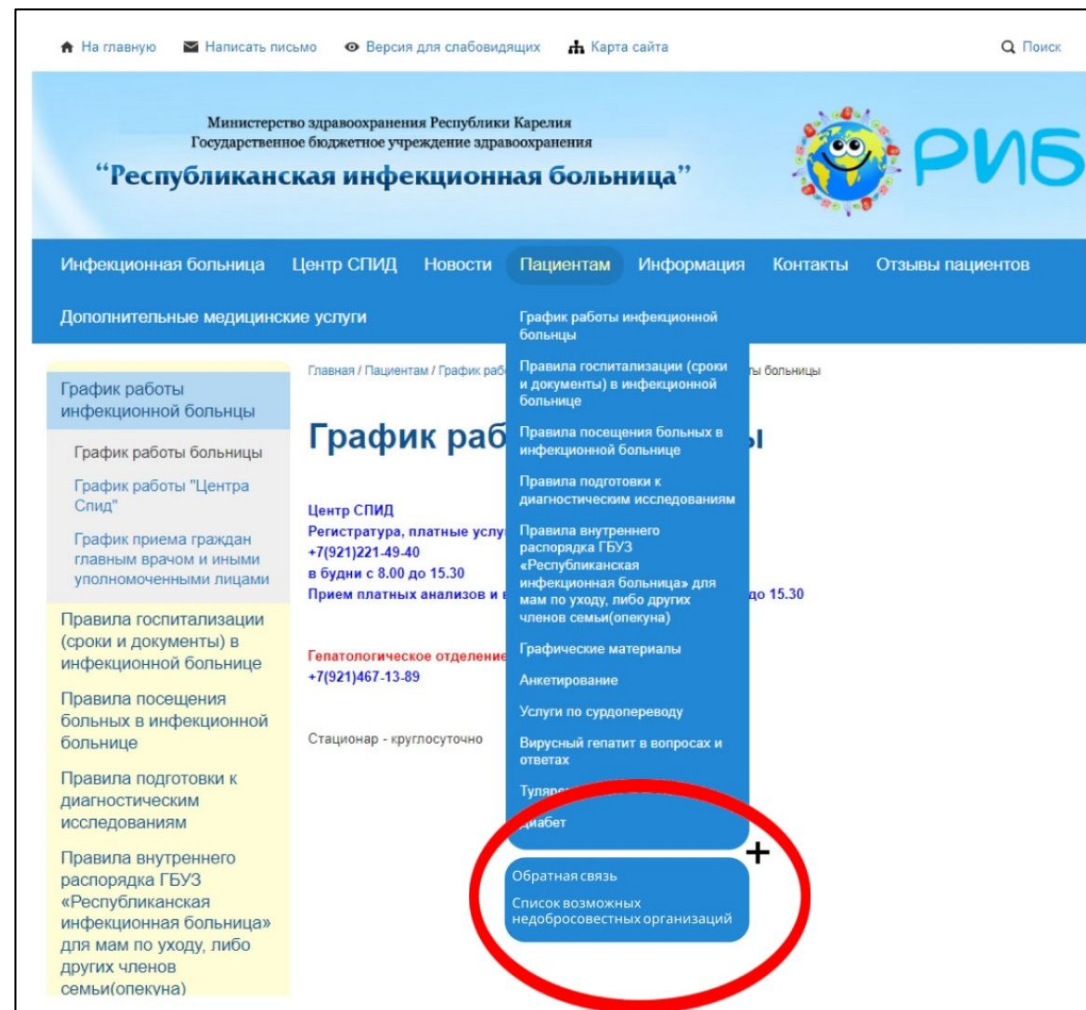 На главную Написать письмо Версия для слабовидящих Карта сайта Поиск
Министерство здравоохранения Республики Карелия
Государственное бюджетное учреждение здравоохранения
“Республиканская инфекционная больница”
РИБ
Инфекционная больница Центр СПИД Новости Пациентам Информация Контакты Отзывы пациентов
Дополнительные медицинские услуги
График работы инфекционной
больнцы
Правила госпитализации (сроки
и документы) в инфекционной
больнице
Правила посещения больных в
инфекционной больнице
Правила подготовки к
диагностическим исследованиям
Правила внутреннего
распорядка ГБУЗ
«Республиканская
инфекционная больница» для
мам по уходу, либо других
членов семьи(опекуна)
Графические материалы
Анкетирование
Услуги по сурдопереводу
Вирусный гепатит в вопросах и
ответах
диабет
+
Обратная связь
Список возможных
недобросовестных организаций
График работы
инфекционной больнцы
График работы больницы
График работы "Центра
Спид"
График приема граждан
главным врачом и иными
уполномоченными лицами
Правила госпитализации
(сроки и документы) в
инфекционной больнице
Правила посещения
больных в инфекционной
больнице
Правила подготовки к
диагностическим
исследованиям
Правила внутреннего
распорядка ГБУЗ
«Республиканская
инфекционная больница»
для мам по уходу, либо
других членов
семьи(опекуна)
Главная / Пациентам / График раб ы больницы
График раб ы
Центр СПИД
Регистратура, платные услу
+7(921)221-49-40
в будни с 8.00 до 15.30
Прием платных анализов и до 15.30
Гепатологическое отделение
+7(921)467-13-89
Стационар - круглосуточно